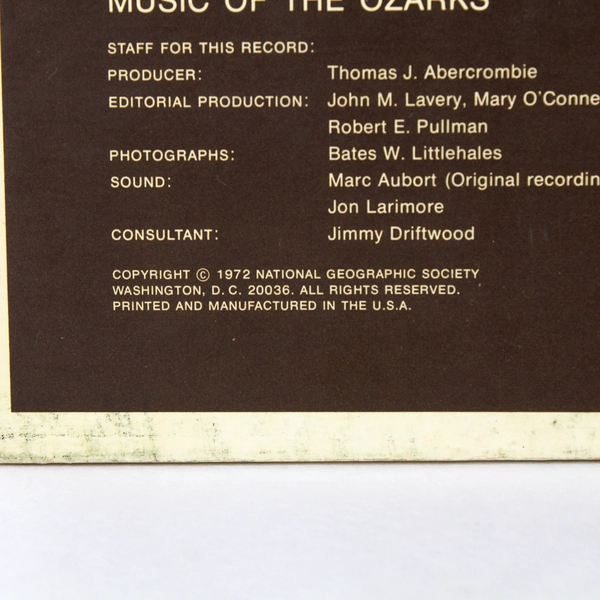 MUSIC OF THE OZARKS
STAFF FOR THIS RECORD:
PRODUCER: Thomas J. Abercrombie
EDITORIAL PRODUCTION: John M. Lavery, Mary O'Conne
Robert E. Pullman
PHOTOGRAPHS: Bates W. Littlehales
SOUND: Marc Aubort (Original recordin
Jon Larimore
CONSULTANT: Jimmy Driftwood
COPYRIGHT © 1972 NATIONAL GEOGRAPHIC SOCIETY
WASHINGTON, D.C. 20036. ALL RIGHTS RESERVED.
PRINTED AND MANUFACTURED IN THE U.S.A.